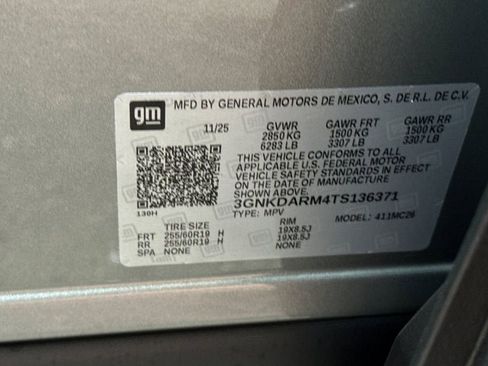 gm
MFD BY GENERAL MOTORS DE MEXICO, S. DE R.L. DE C.V.
11/25 GVWR GAWR FRT GAWR RR
2850 KG 1500 KG 1500 KG
6283 LB 3307 LB 3307 LB
THIS VEHICLE CONFORMS TO ALL
APPLICABLE U.S. FEDERAL MOTOR
VEHICLE SAFETY STANDARDS IN EFFECT
ON THE DATE OF MANUFACTURE
SHOWN ABOVE.
3GNKDARM4TS136371
TYPE: MPV MODEL: 411MC26
130H
TIRE SIZE RIM
FRT 255/60R19 H 19X8.5J
RR 255/60R19 H 19X8.5J
SPA NONE NONE